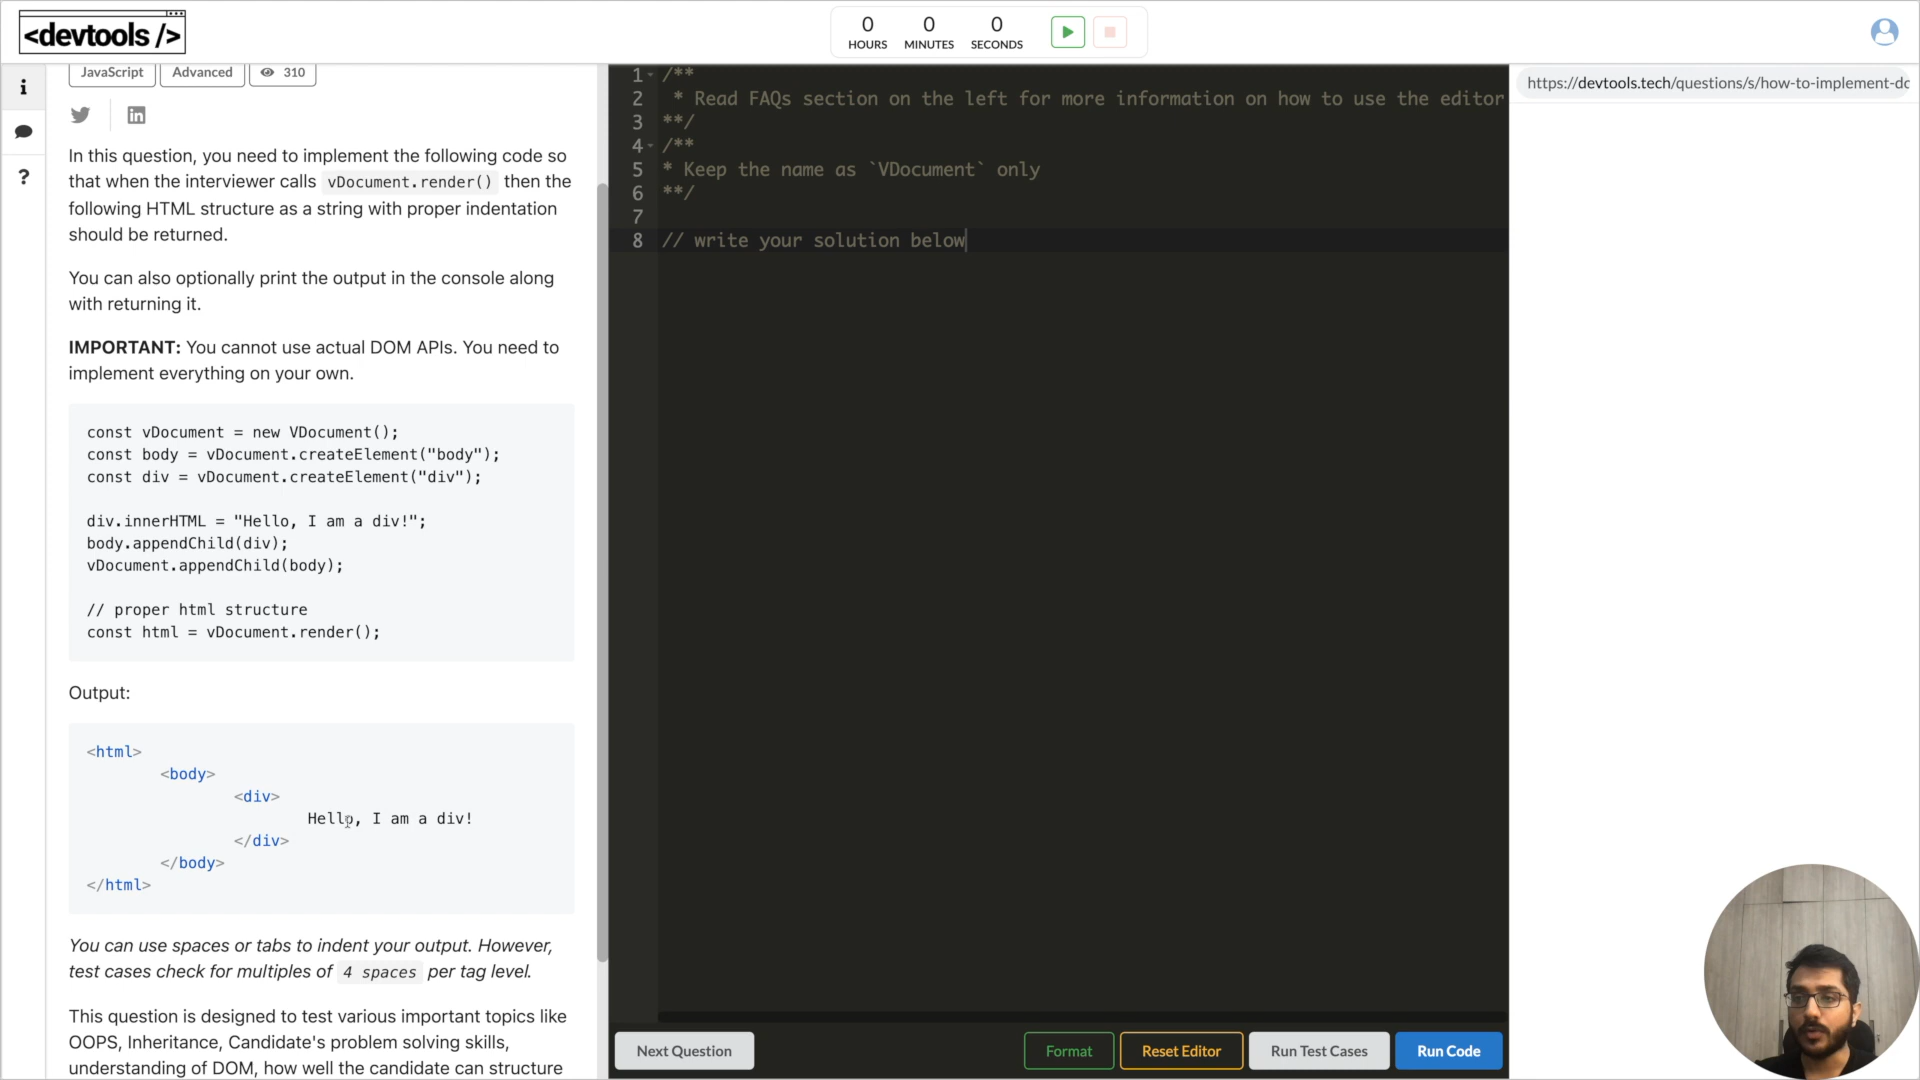 <devtools />
0
HOURS
0
MINUTES
0
SECONDS
JavaScript
Advanced
310
In this question, you need to implement the following code so
that when the interviewer calls vDocument.render() then the
following HTML structure as a string with proper indentation
should be returned.
You can also optionally print the output in the console along
with returning it.
IMPORTANT: You cannot use actual DOM APIs. You need to
implement everything on your own.
const vDocument = new VDocument();
const body = vDocument.createElement("body");
const div = vDocument.createElement("div");
div.innerHTML = "Hello, I am a div!";
body.appendChild(div);
vDocument.appendChild(body);
// proper html structure
const html = vDocument.render();
Output:
<html>
<body>
<div>
Hello, I am a div!
</div>
</body>
</html>
You can use spaces or tabs to indent your output. However,
test cases check for multiples of 4 spaces per tag level.
This question is designed to test various important topics like
OOPS, Inheritance, Candidate's problem solving skills,
understanding of DOM, how well the candidate can structure
1 /**
2 * Read FAQs section on the left for more information on how to use the editor
3 **/
4 /**
5 * Keep the name as `VDocument` only
6 **/
7
8 // write your solution below
Next Question
Format
Reset Editor
Run Test Cases
Run Code
https://devtools.tech/questions/s/how-to-implement-do